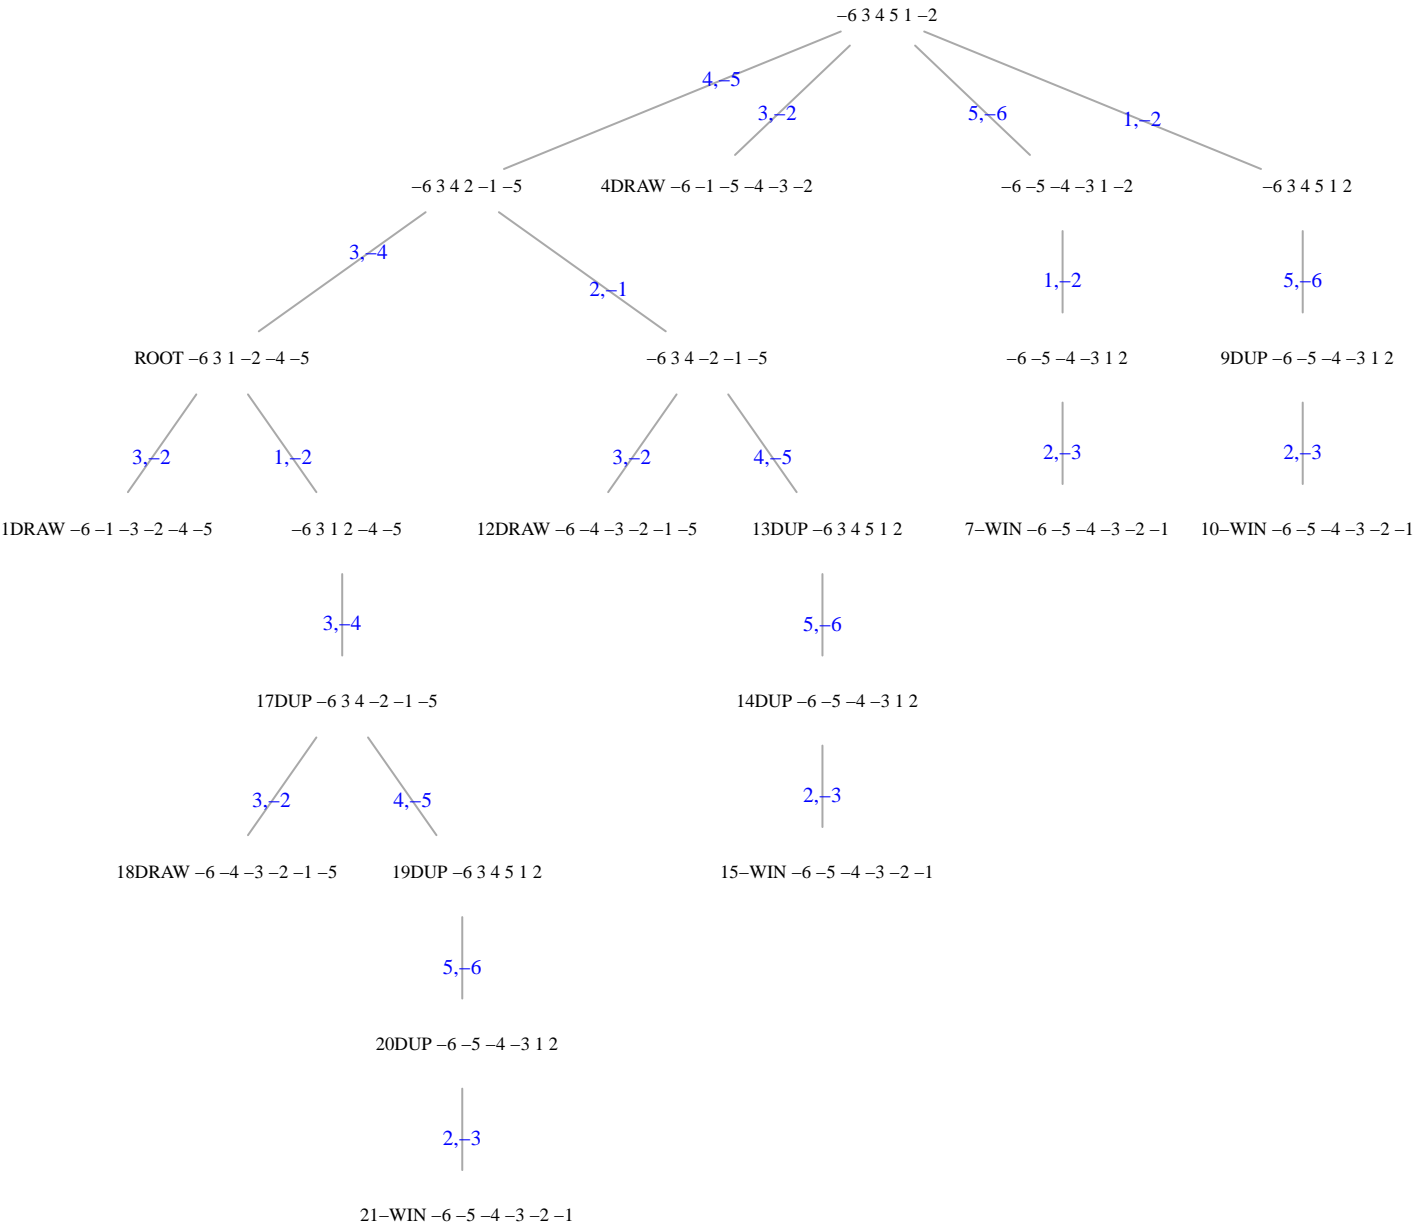 –6 3 4 5 1 –2
4,–5
3,–2
5,–6
1,–2
–6 3 4 2 –1 –5
4DRAW –6 –1 –5 –4 –3 –2
–6 –5 –4 –3 1 –2
–6 3 4 5 1 2
3,–4
2,–1
1,–2
5,–6
ROOT –6 3 1 –2 –4 –5
–6 3 4 –2 –1 –5
–6 –5 –4 –3 1 2
9DUP –6 –5 –4 –3 1 2
3,–2
1,–2
3,–2
4,–5
2,–3
2,–3
1DRAW –6 –1 –3 –2 –4 –5
–6 3 1 2 –4 –5
12DRAW –6 –4 –3 –2 –1 –5
13DUP –6 3 4 5 1 2
7–WIN –6 –5 –4 –3 –2 –1
10–WIN –6 –5 –4 –3 –2 –1
3,–4
5,–6
17DUP –6 3 4 –2 –1 –5
14DUP –6 –5 –4 –3 1 2
3,–2
4,–5
2,–3
18DRAW –6 –4 –3 –2 –1 –5
19DUP –6 3 4 5 1 2
15–WIN –6 –5 –4 –3 –2 –1
5,–6
20DUP –6 –5 –4 –3 1 2
2,–3
21–WIN –6 –5 –4 –3 –2 –1